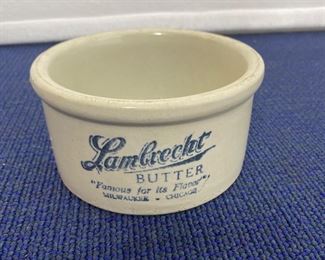 Lambrecht
BUTTER
"Famous for its Flavor"
MILWAUKEE - CHICAGO